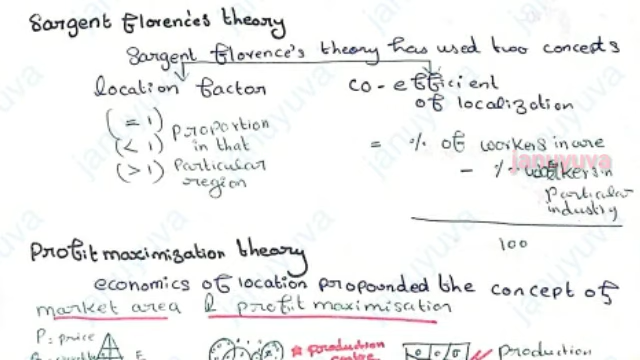 Sargent Florence's theory
Sargent Florence's theory has used two concepts
location factor
(= 1)
(< 1)
(> 1)
Proportion
in that
Particular
region
co-efficient
of localization
= % of workers in are
- % workers in
Particular
industry
100
januyuva
Profit maximization theory
economics of location propounded the concept of
market area & profit maximisation
P: price
* production
centre
Production